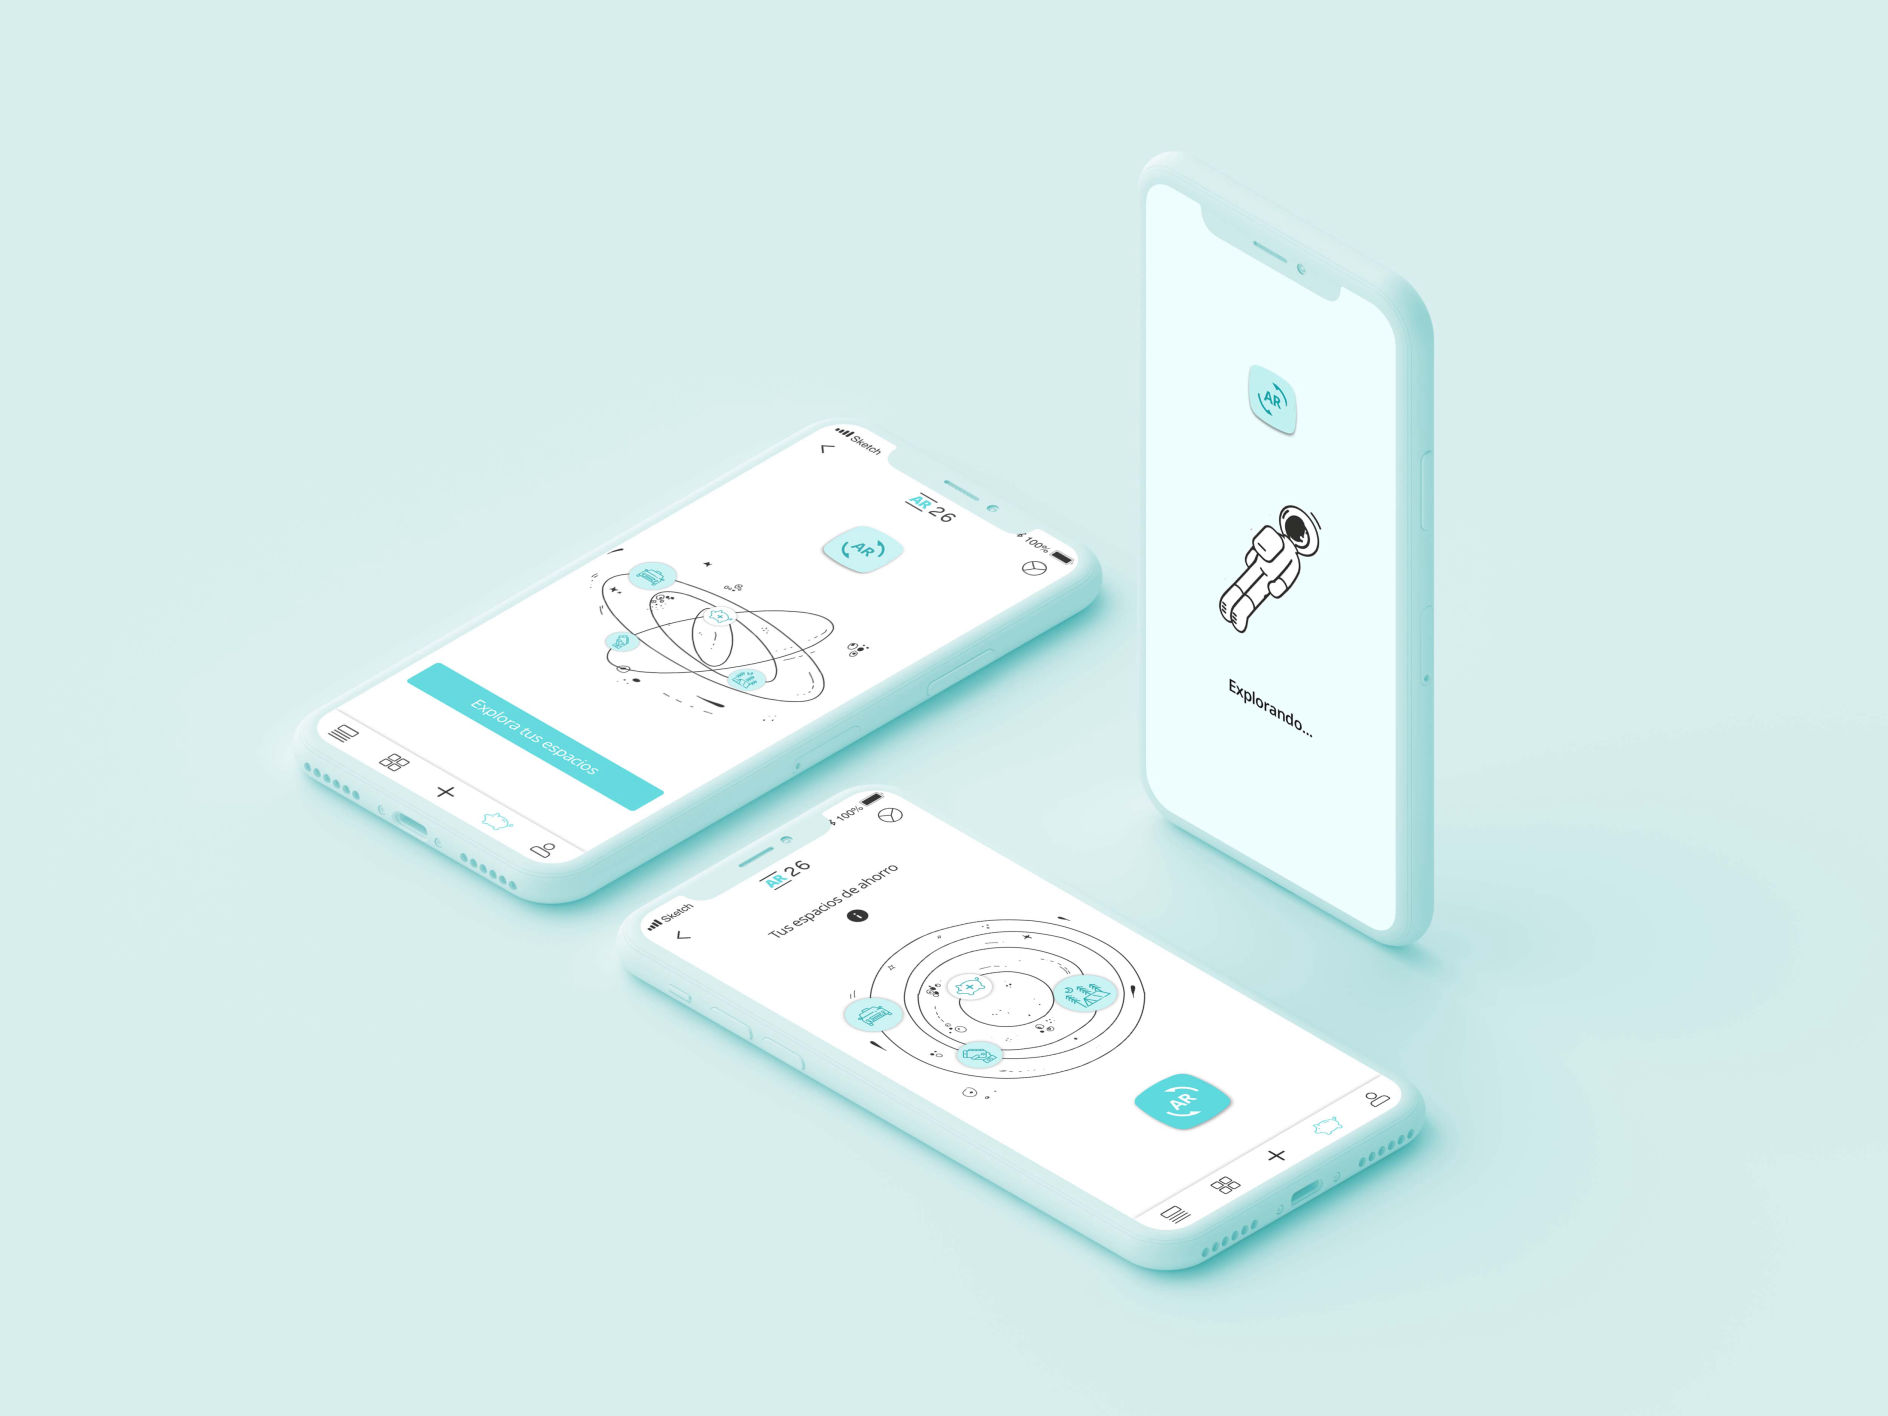 Sketch
100%
AR 26
AR
Explora tus espacios
AR
Explorando...
Sketch
100%
AR 26
Tus espacios de ahorro
i
AR